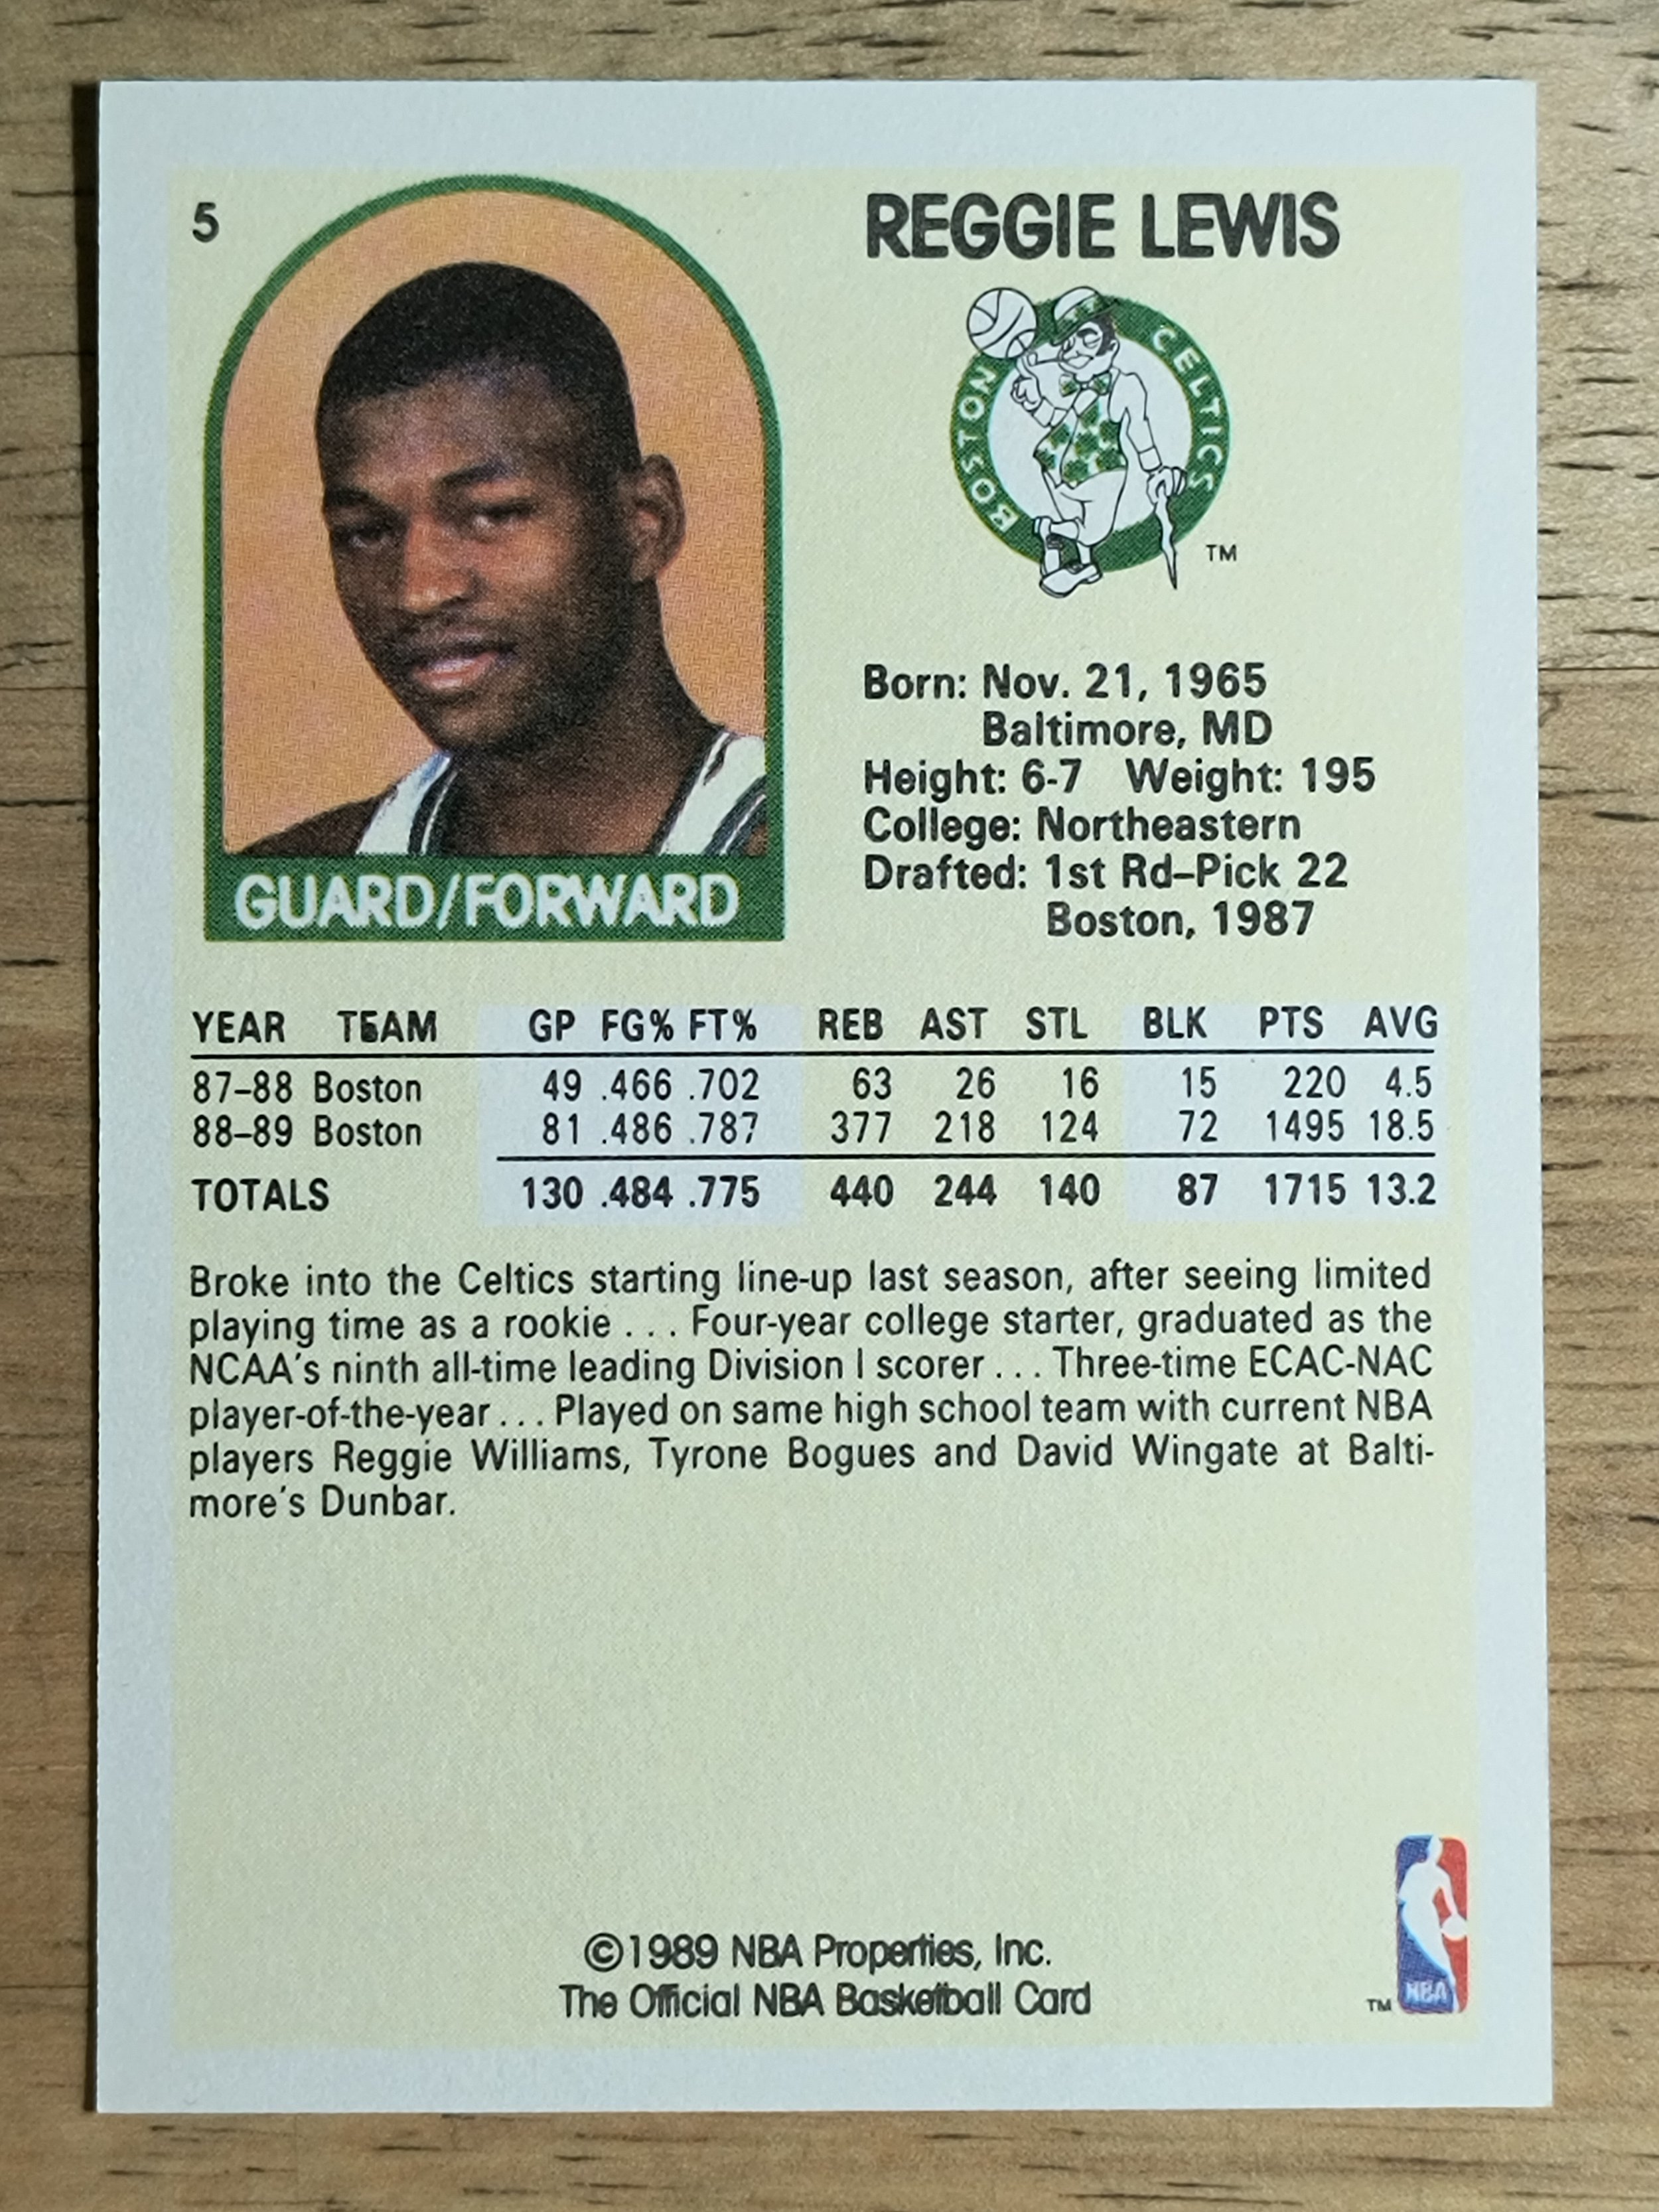 5
REGGIE LEWIS
BOSTON CELTICS
TM
Born: Nov. 21, 1965
Baltimore, MD
Height: 6-7 Weight: 195
College: Northeastern
Drafted: 1st Rd–Pick 22
Boston, 1987
GUARD/FORWARD
YEAR TEAM GP FG% FT% REB AST STL BLK PTS AVG
87–88 Boston 49 .466 .702 63 26 16 15 220 4.5
88–89 Boston 81 .486 .787 377 218 124 72 1495 18.5
TOTALS 130 .484 .775 440 244 140 87 1715 13.2
Broke into the Celtics starting line-up last season, after seeing limited
playing time as a rookie . . . Four-year college starter, graduated as the
NCAA's ninth all-time leading Division I scorer . . . Three-time ECAC-NAC
player-of-the-year . . . Played on same high school team with current NBA
players Reggie Williams, Tyrone Bogues and David Wingate at Balti-
more's Dunbar.
©1989 NBA Properties, Inc.
The Official NBA Basketball Card
TM
NBA